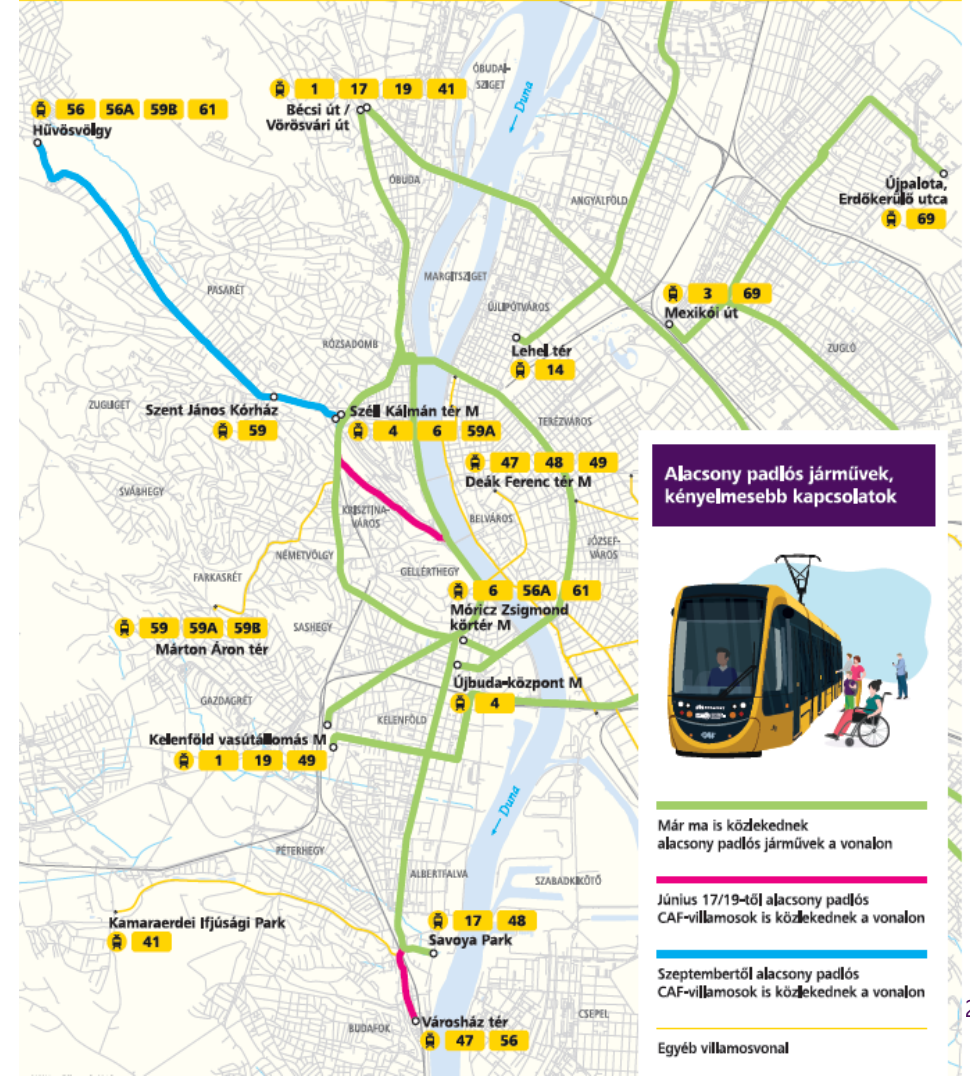 ÓBUDAI-
SZIGET
← Duna
1 17 19 41
Bécsi út /
Vörösvári út
56 56A 59B 61
Hűvösvölgy
ÓBUDA
ANGYALFÖLD
Újpalota,
Erdőkerülő utca
69
PASARÉT
MARGITSZIGET
ÚJLIPÓTVÁROS
3 69
Mexikói út
RÓZSADOMB
Lehel tér
14
ZUGLÓ
ZUGLIGET
Szent János Kórház
59
Széll Kálmán tér M
4 6 59A
TERÉZVÁROS
47 48 49
Deák Ferenc tér M
SVÁBHEGY
KRISZTINA-
VÁROS
BELVÁROS
JÓZSEF-
VÁROS
NÉMETVÖLGY
GELLÉRTHEGY
FARKASRÉT
6 56A 61
Móricz Zsigmond
körtér M
59 59A 59B
Márton Áron tér
SASHEGY
Újbuda-központ M
4
GAZDAGRÉT
KELENFÖLD
Kelenföld vasútállomás M
1 19 49
← Duna
PÉTERHEGY
ALBERTFALVA
SZABADKIKÖTŐ
Kamaraerdei Ifjúsági Park
41
17 48
Savoya Park
BUDAFOK
CSEPEL
Városház tér
47 56
Alacsony padlós járművek,
kényelmesebb kapcsolatok
CAF
Már ma is közlekednek
alacsony padlós járművek a vonalon
Június 17/19-től alacsony padlós
CAF-villamosok is közlekednek a vonalon
Szeptembertől alacsony padlós
CAF-villamosok is közlekednek a vonalon
Egyéb villamosvonal
2